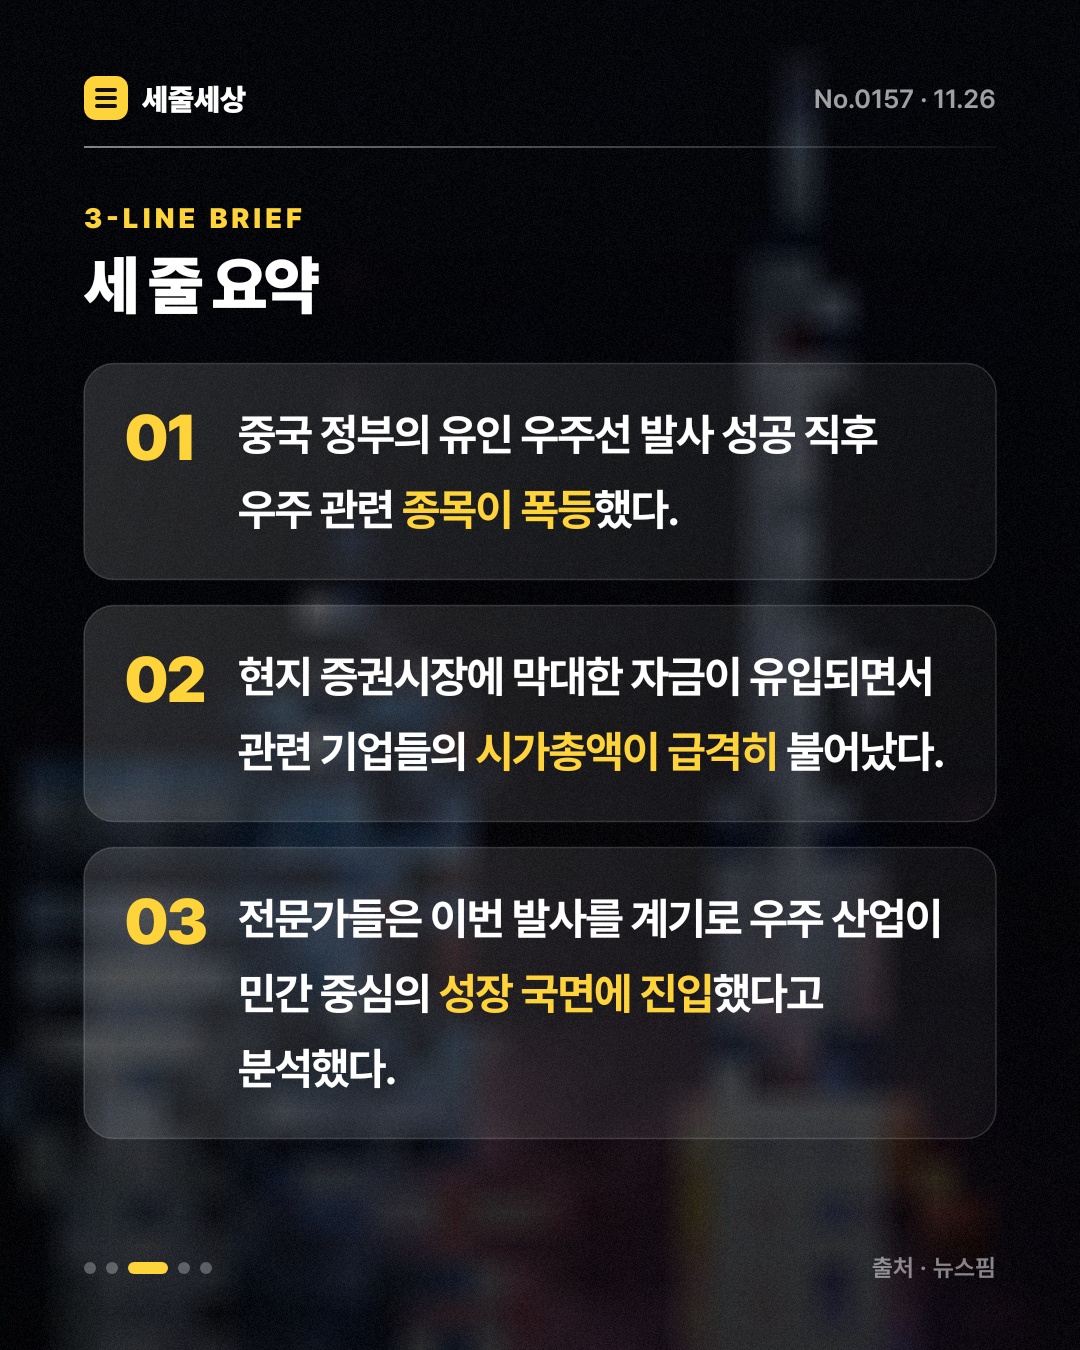 세줄세상
No.0157 · 11.26
3-LINE BRIEF
세 줄 요약
01
중국 정부의 유인 우주선 발사 성공 직후
우주 관련 종목이 폭등했다.
02
현지 증권시장에 막대한 자금이 유입되면서
관련 기업들의 시가총액이 급격히 불어났다.
03
전문가들은 이번 발사를 계기로 우주 산업이
민간 중심의 성장 국면에 진입했다고
분석했다.
출처 · 뉴스핌